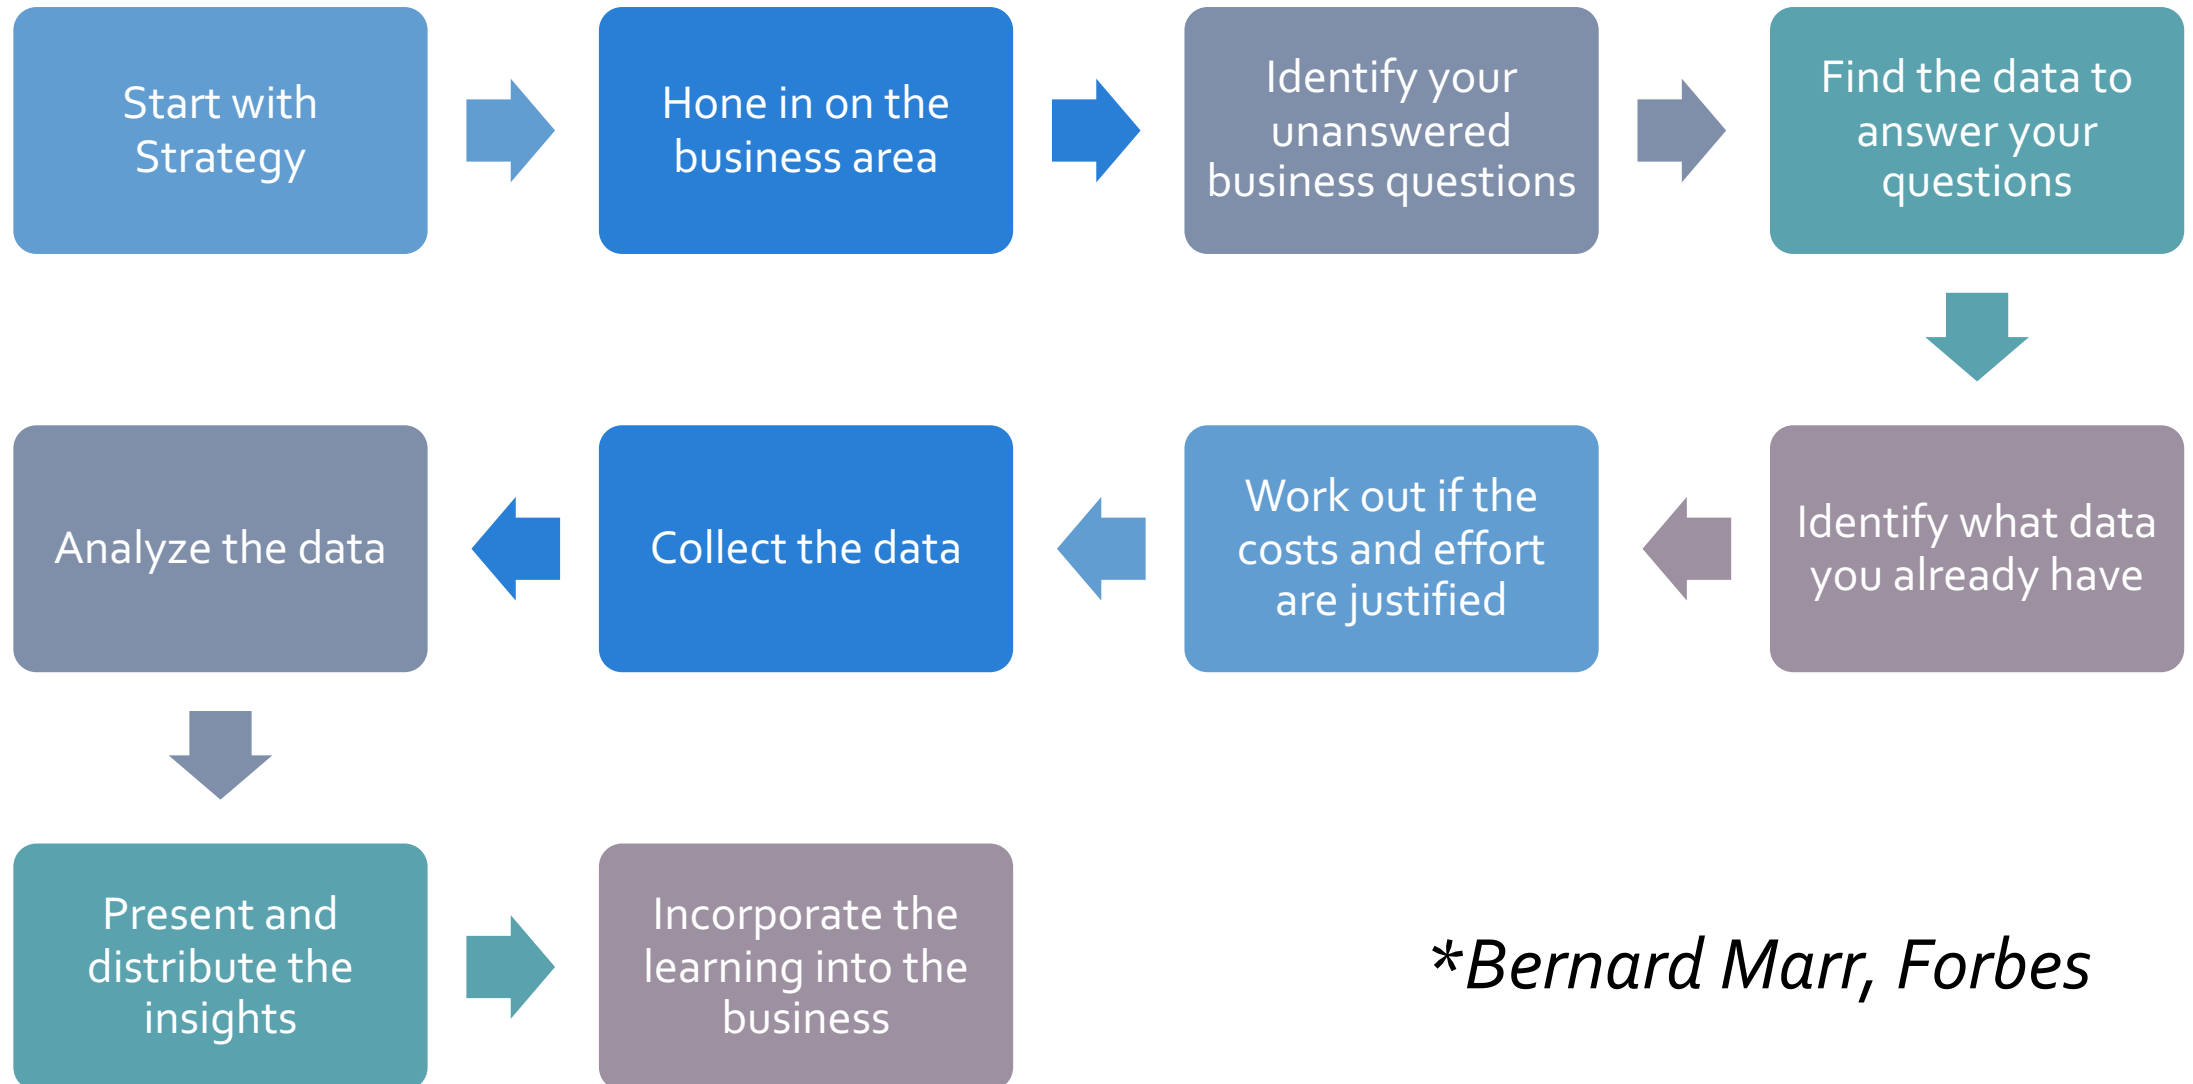 Start with
Strategy
Hone in on the
business area
Identify your
unanswered
business questions
Find the data to
answer your
questions
Identify what data
you already have
Work out if the
costs and effort
are justified
Collect the data
Analyze the data
Present and
distribute the
insights
Incorporate the
learning into the
business
*Bernard Marr, Forbes